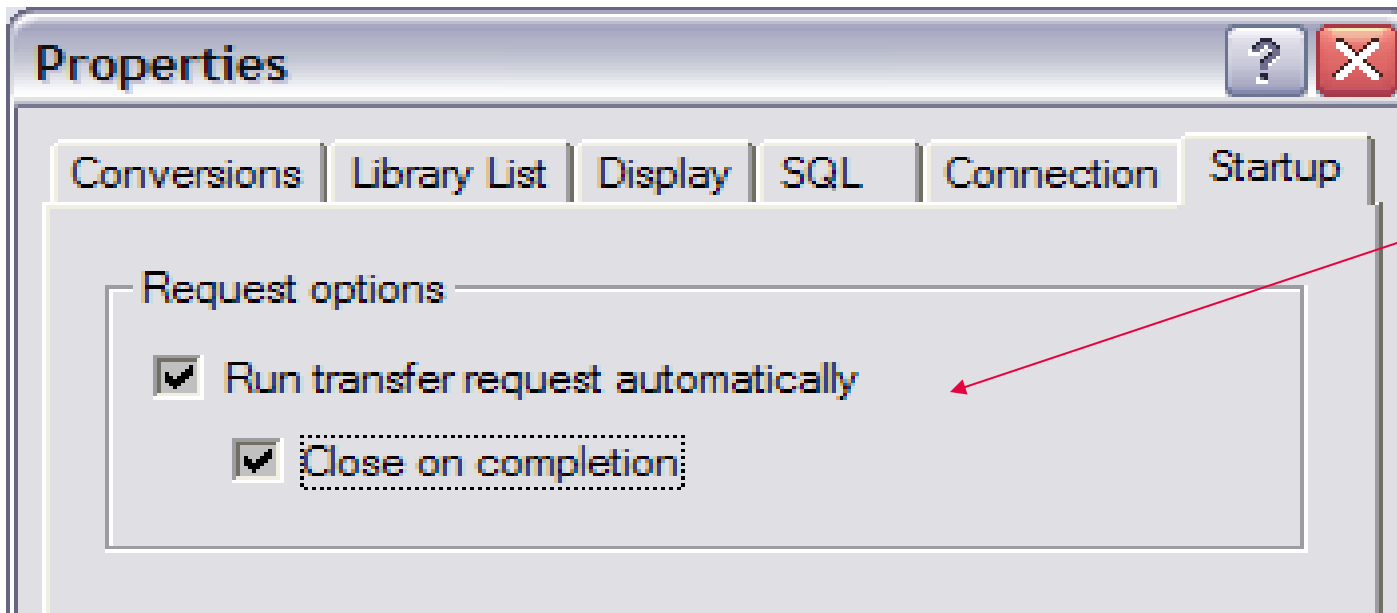 Properties
?
Conversions Library List Display SQL Connection Startup
Request options
Run transfer request automatically
Close on completion